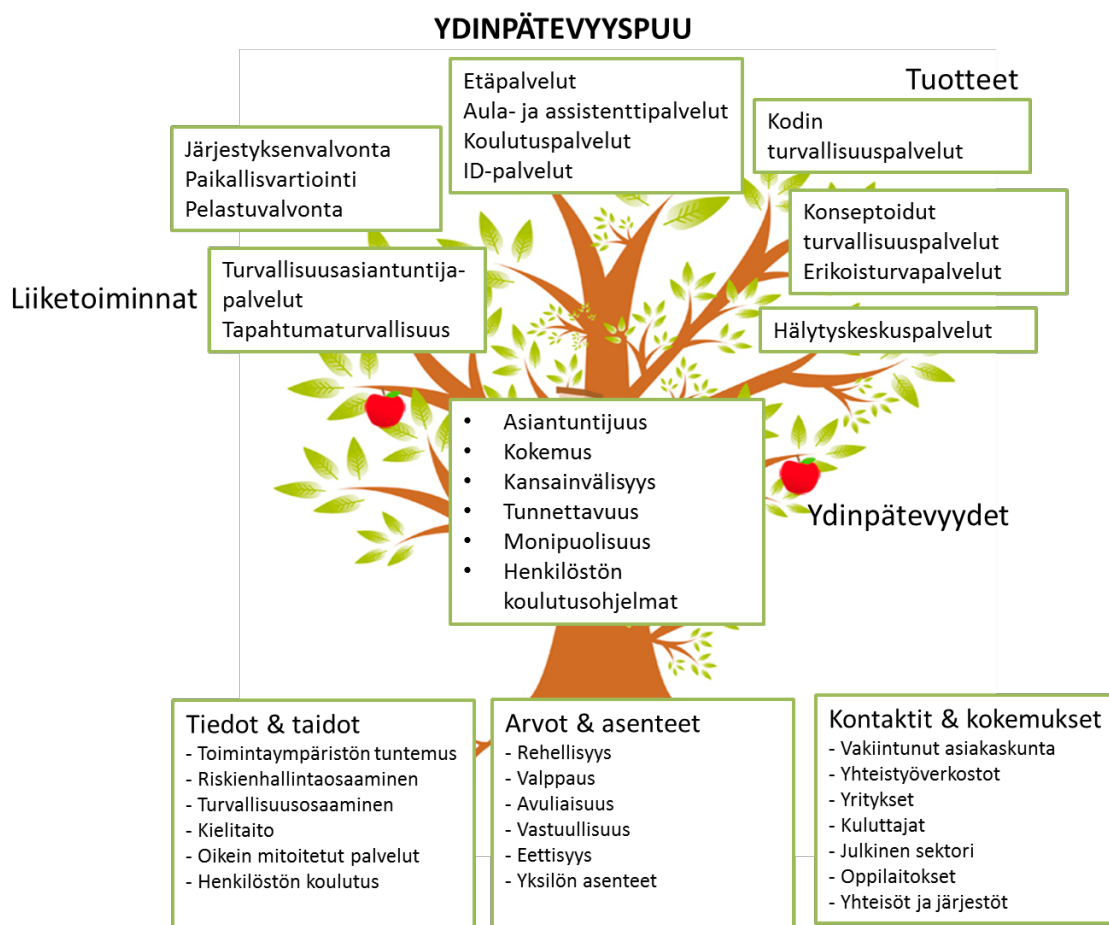 YDINPÄTEVYYSPUU
Etäpalvelut
Aula- ja assistenttipalvelut
Koulutuspalvelut
ID-palvelut
Tuotteet
Kodin
turvallisuuspalvelut
Järjestyksenvalvonta
Paikallisvartiointi
Pelastuvalvonta
Konseptoidut
turvallisuuspalvelut
Erikoisturvapalvelut
Liiketoiminnat
Turvallisuusasiantuntija-
palvelut
Tapahtumaturvallisuus
Hälytyskeskuspalvelut
• Asiantuntijuus
• Kokemus
• Kansainvälisyys
• Tunnettavuus
• Monipuolisuus
• Henkilöstön
koulutusohjelmat
Ydinpätevyydet
Tiedot & taidot
- Toimintaympäristön tuntemus
- Riskienhallintaosaaminen
- Turvallisuusosaaminen
- Kielitaito
- Oikein mitoitetut palvelut
- Henkilöstön koulutus
Arvot & asenteet
- Rehellisyys
- Valppaus
- Avuliaisuus
- Vastuullisuus
- Eettisyys
- Yksilön asenteet
Kontaktit & kokemukset
- Vakiintunut asiakaskunta
- Yhteistyöverkostot
- Yritykset
- Kuluttajat
- Julkinen sektori
- Oppilaitokset
- Yhteisöt ja järjestöt